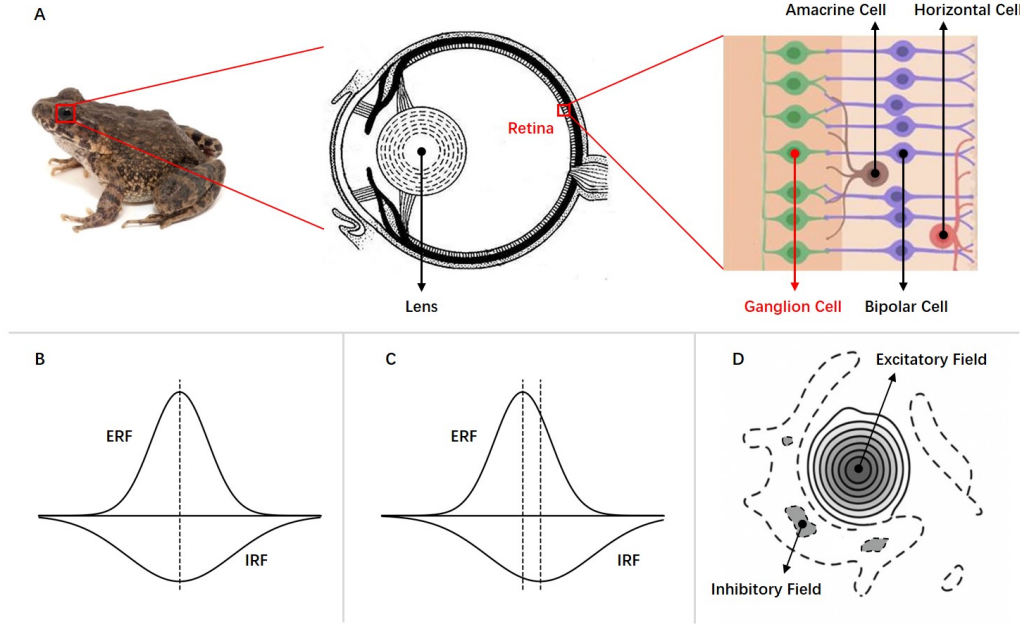 A
Amacrine Cell
Horizontal Cell
Retina
Lens
Ganglion Cell
Bipolar Cell
B
ERF
IRF
C
ERF
IRF
D
Excitatory Field
Inhibitory Field